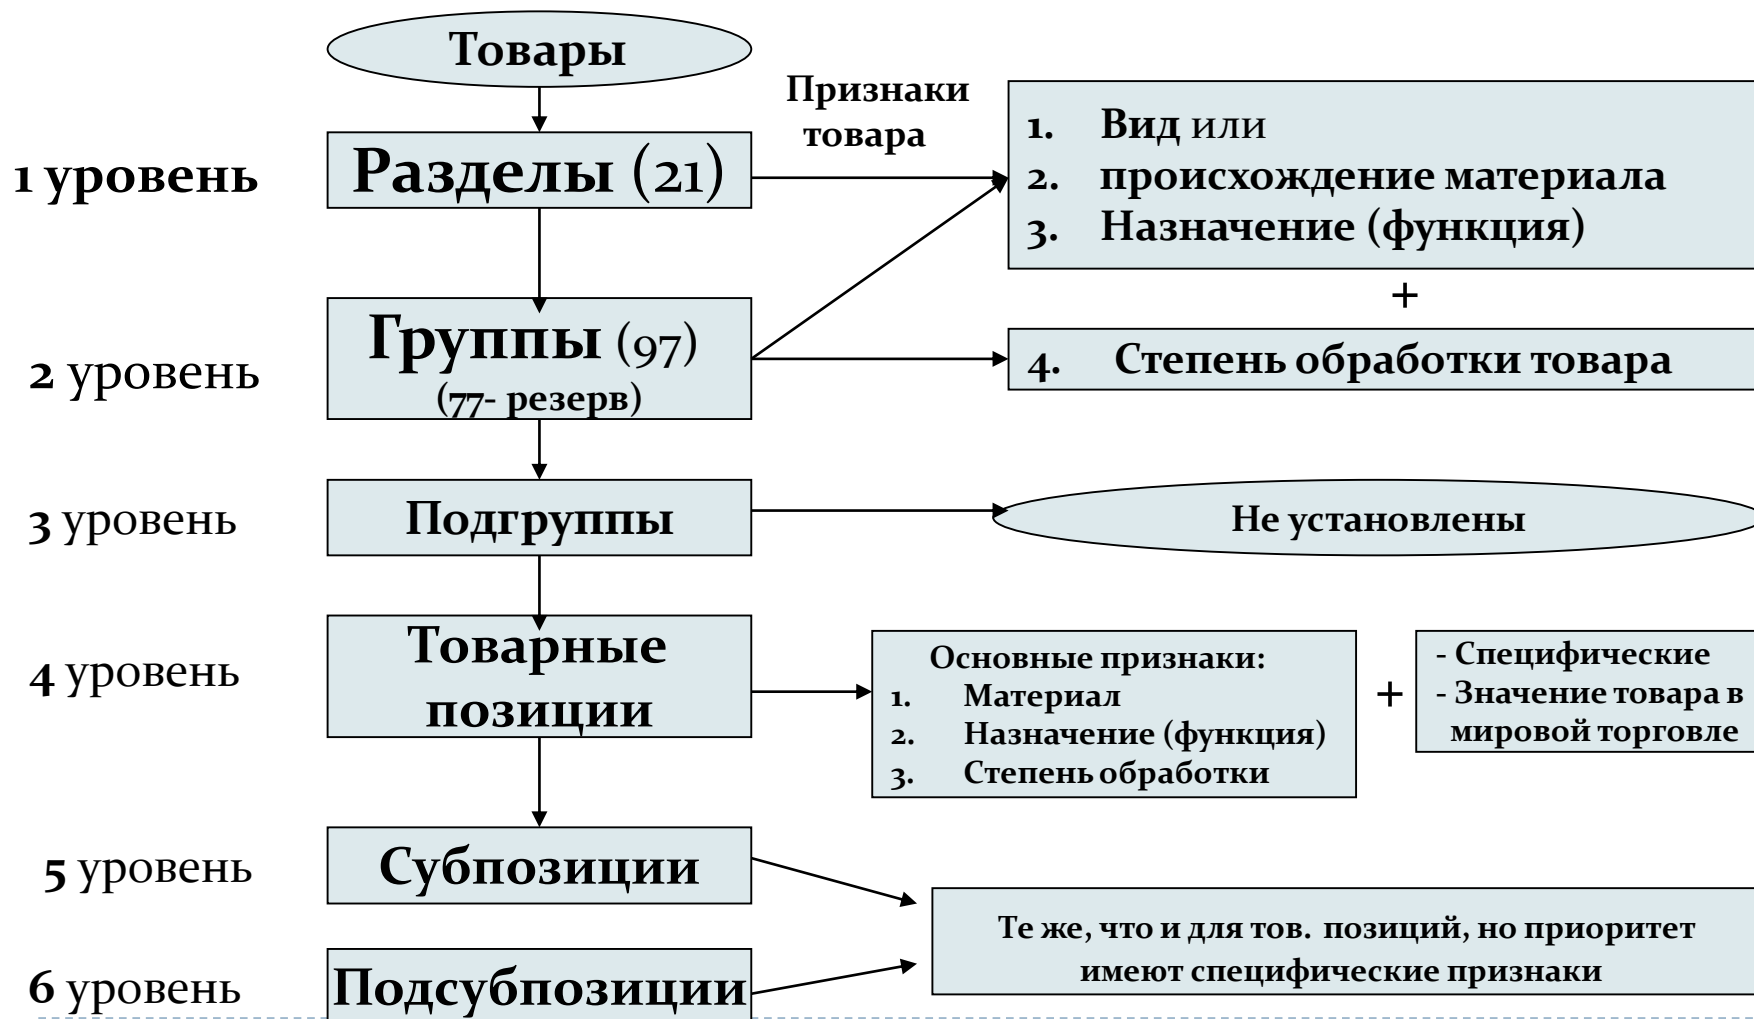 Товары
Признаки
товара
1 уровень
Разделы (21)
1. Вид или
2. происхождение материала
3. Назначение (функция)
+
2 уровень
Группы (97)
(77- резерв)
4. Степень обработки товара
3 уровень
Подгруппы
Не установлены
4 уровень
Товарные
позиции
Основные признаки:
1. Материал
2. Назначение (функция)
3. Степень обработки
+
- Специфические
- Значение товара в
мировой торговле
5 уровень
Субпозиции
6 уровень
Подсубпозиции
Те же, что и для тов. позиций, но приоритет
имеют специфические признаки